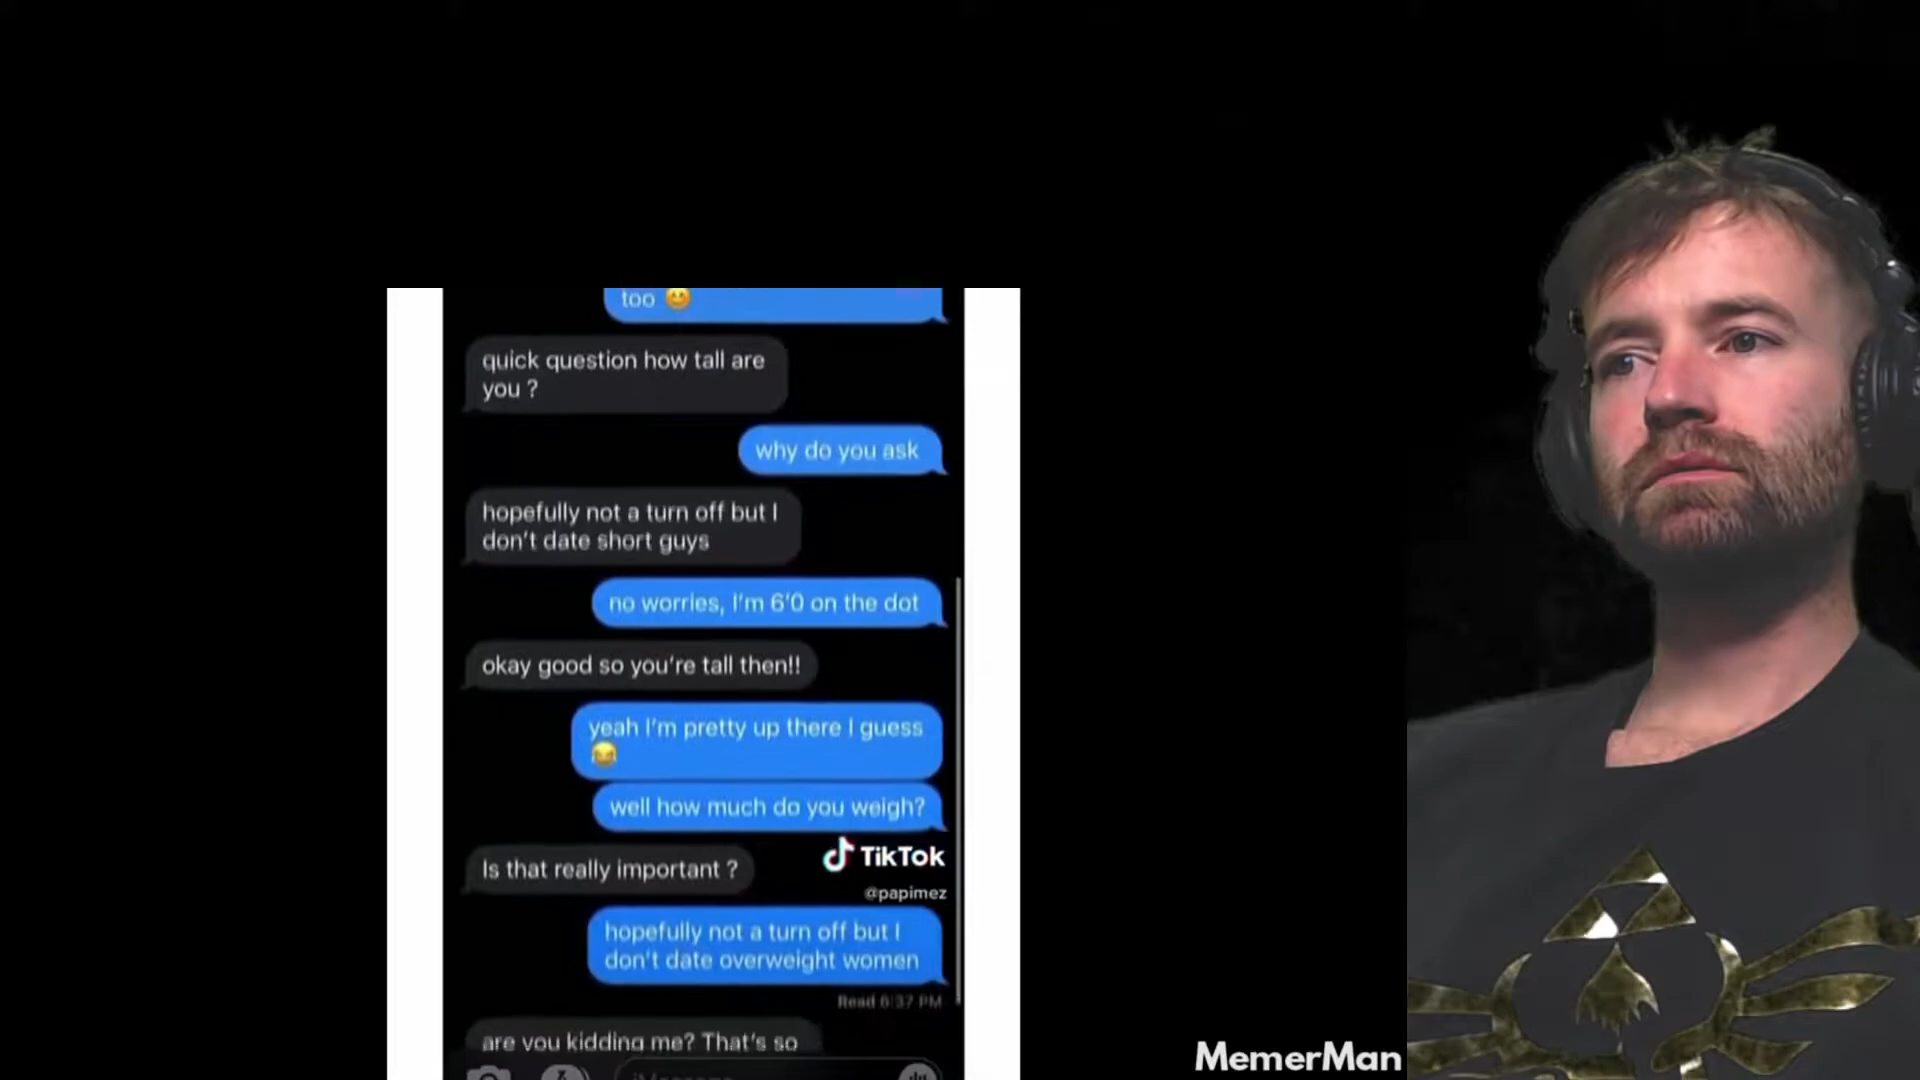 too 😊
quick question how tall are
you ?
why do you ask
hopefully not a turn off but I
don't date short guys
no worries, I'm 6'0 on the dot
okay good so you're tall then!!
yeah I'm pretty up there I guess
😂
well how much do you weigh?
Is that really important ?
TikTok
@papimez
hopefully not a turn off but I
don't date overweight women
Read 6:37 PM
are you kidding me? That's so
iMessage
MemerMan